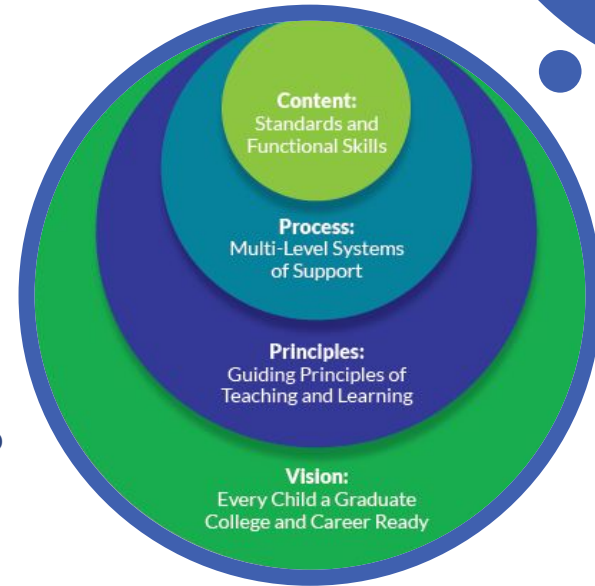 Content:
Standards and
Functional Skills
Process:
Multi-Level Systems
of Support
Principles:
Guiding Principles of
Teaching and Learning
Vision:
Every Child a Graduate
College and Career Ready